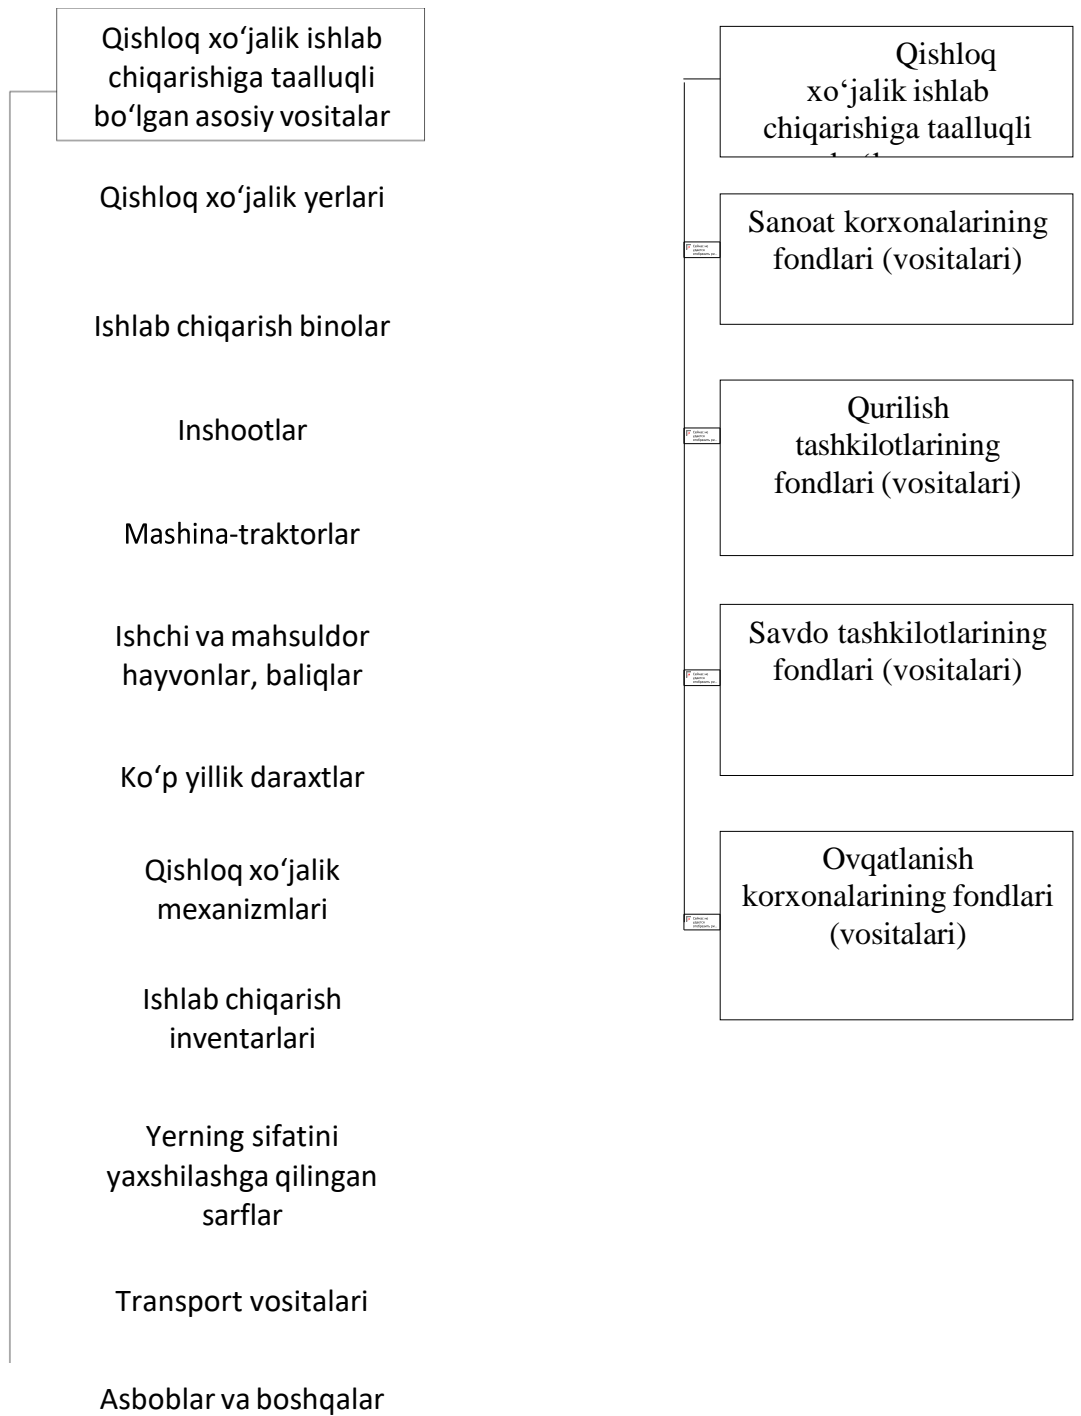 Qishloq xo‘jalik ishlab
chiqarishiga taalluqli
bo‘lgan asosiy vositalar
Qishloq xo‘jalik yerlari
Ishlab chiqarish binolar
Inshootlar
Mashina-traktorlar
Ishchi va mahsuldor
hayvonlar, baliqlar
Ko‘p yillik daraxtlar
Qishloq xo‘jalik
mexanizmlari
Ishlab chiqarish
inventarlari
Yerning sifatini
yaxshilashga qilingan
sarflar
Transport vositalari
Asboblar va boshqalar
Qishloq
xo‘jalik ishlab
chiqarishiga taalluqli
Sanoat korxonalarining
fondlari (vositalari)
Qurilish
tashkilotlarining
fondlari (vositalari)
Savdo tashkilotlarining
fondlari (vositalari)
Ovqatlanish
korxonalarining fondlari
(vositalari)